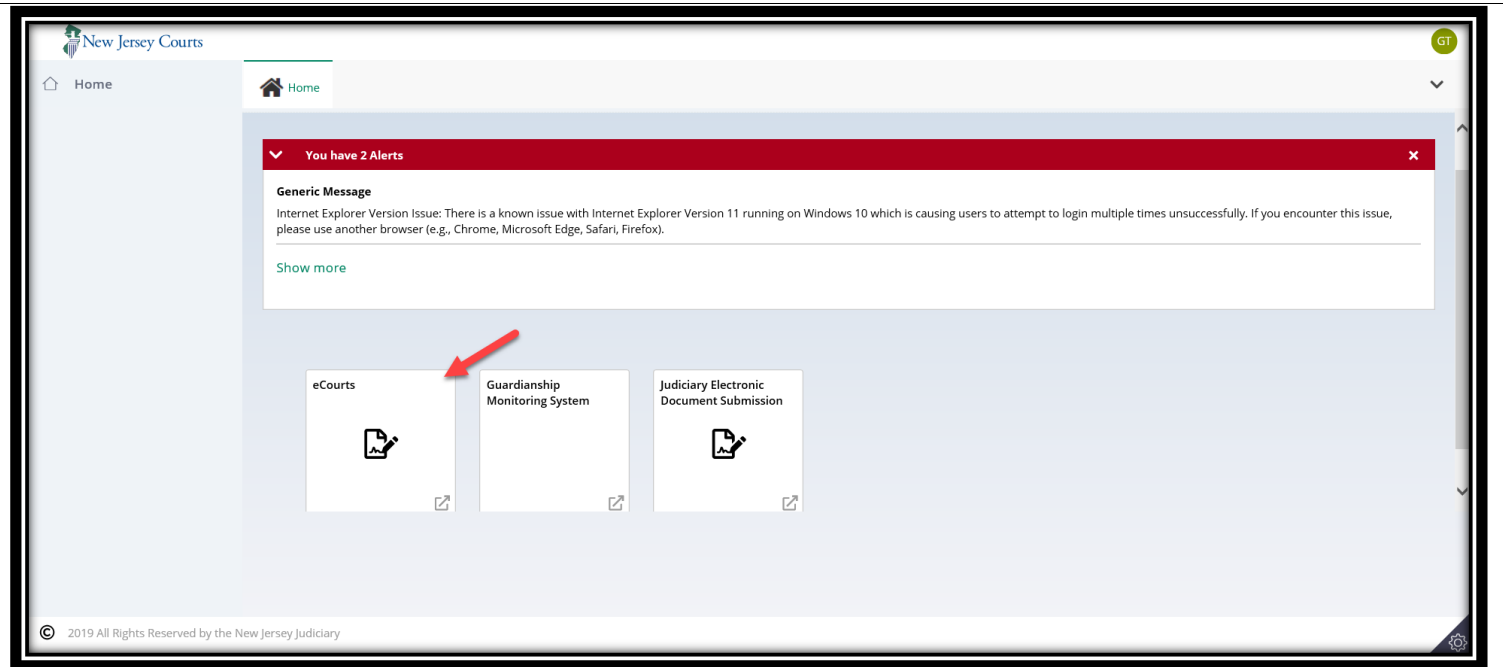 New Jersey Courts
GT
Home
Home
You have 2 Alerts
Generic Message
Internet Explorer Version Issue: There is a known issue with Internet Explorer Version 11 running on Windows 10 which is causing users to attempt to login multiple times unsuccessfully. If you encounter this issue,
please use another browser (e.g., Chrome, Microsoft Edge, Safari, Firefox).
Show more
eCourts
Guardianship
Monitoring System
Judiciary Electronic
Document Submission
© 2019 All Rights Reserved by the New Jersey Judiciary